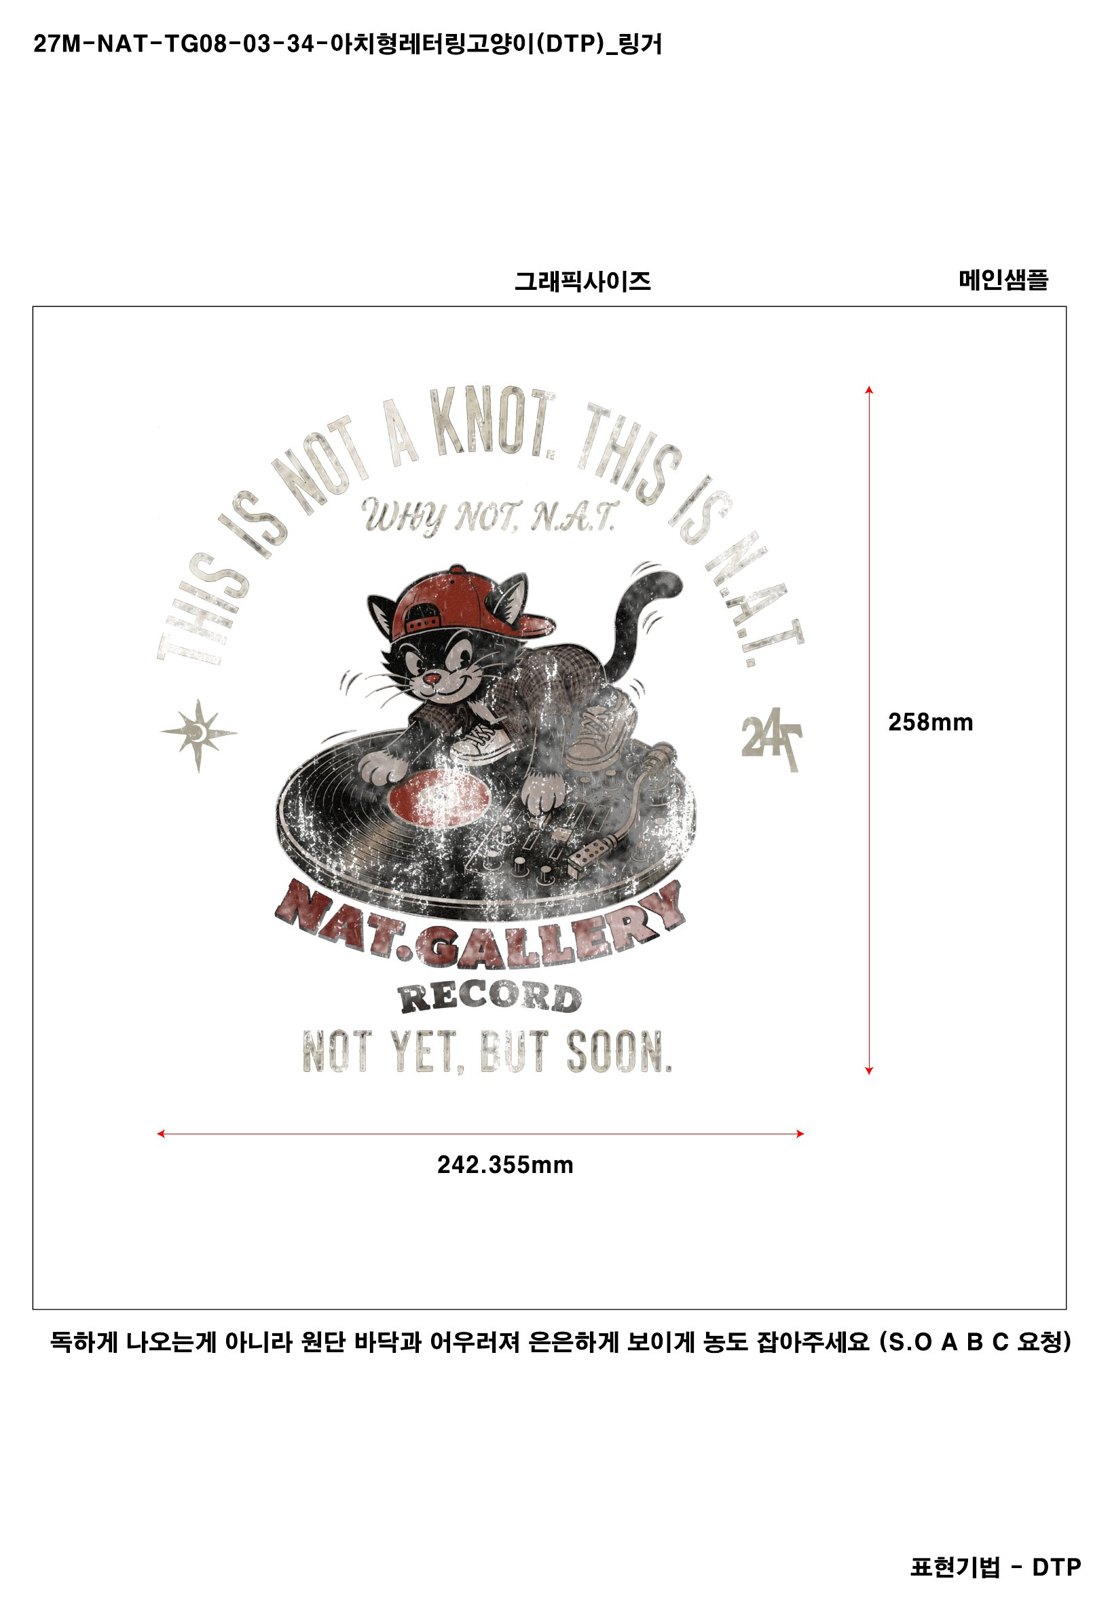 27M-NAT-TG08-03-34-아치형레터링고양이(DTP)_링거
그래픽사이즈
메인샘플
THIS IS NOT A KNOT. THIS IS N.A.T.
WHY NOT, N.A.T.
247
258mm
NAT.GALLERY
RECORD
NOT YET, BUT SOON.
242.355mm
독하게 나오는게 아니라 원단 바닥과 어우러져 은은하게 보이게 농도 잡아주세요 (S.O A B C 요청)
표현기법 - DTP